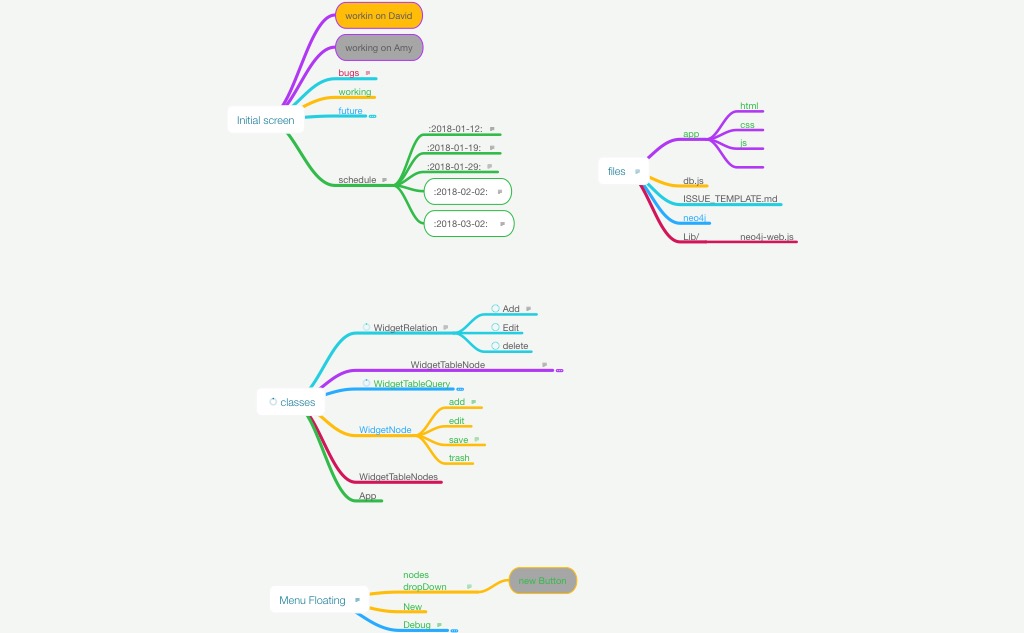 workin on David
working on Amy
bugs
working
future
Initial screen
schedule
:2018-01-12:
:2018-01-19:
:2018-01-29:
:2018-02-02:
:2018-03-02:
files
app
html
css
js
db.js
ISSUE_TEMPLATE.md
neo4j
Lib/
neo4j-web.js
classes
WidgetRelation
Add
Edit
delete
WidgetTableNode
WidgetTableQuery
WidgetNode
add
edit
save
trash
WidgetTableNodes
App
Menu Floating
nodes
dropDown
new Button
New
Debug